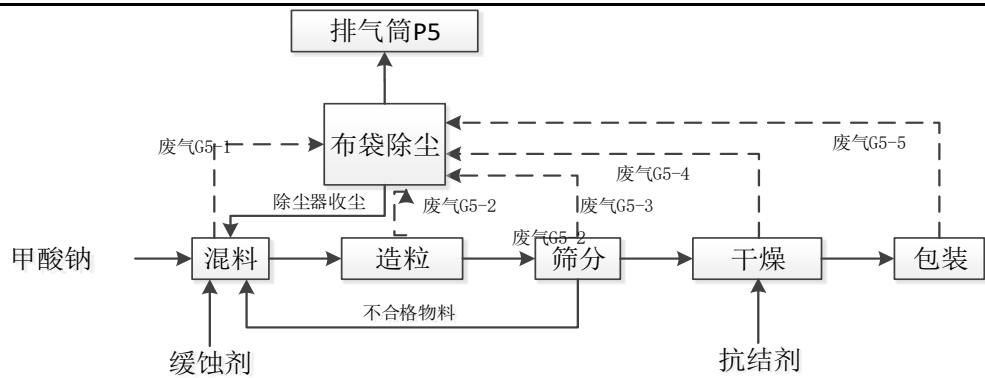 排气筒P5
布袋除尘
废气G5-1
废气G5-5
废气G5-4
除尘器收尘
废气G5-2
废气G5-3
废气G5-2
甲酸钠
混料
造粒
筛分
干燥
包装
不合格物料
缓蚀剂
抗结剂